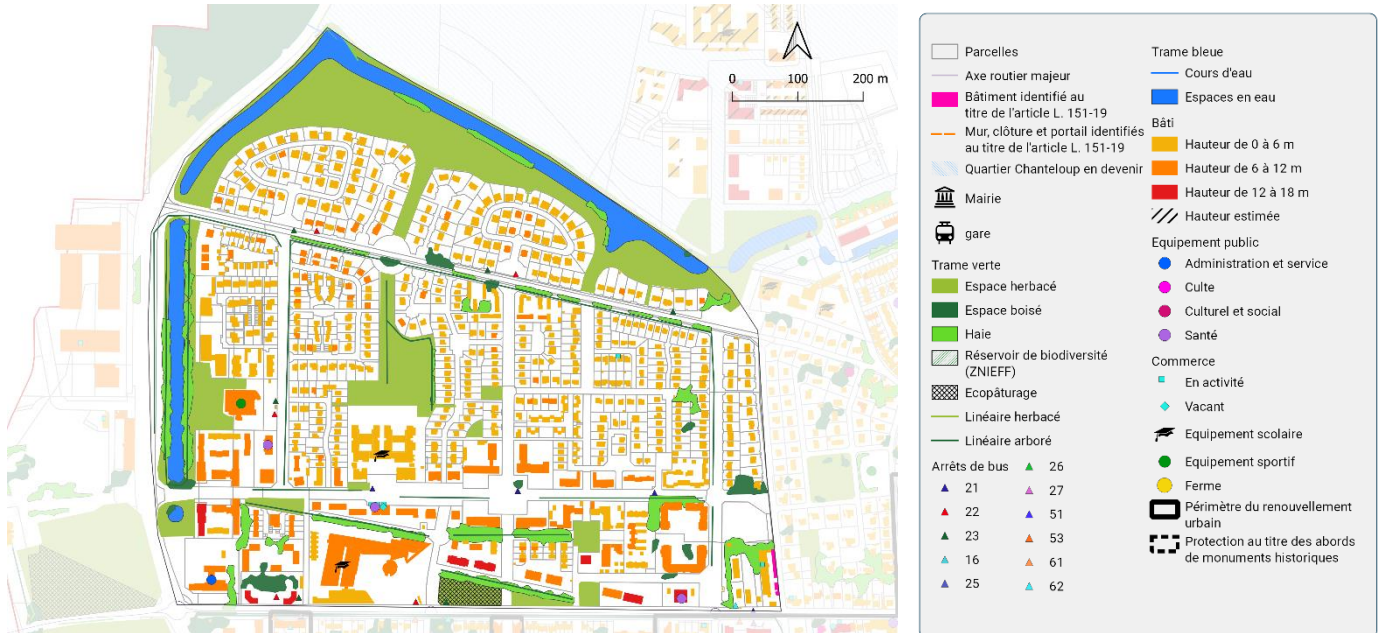 0 100 200 m
Parcelles
Axe routier majeur
Bâtiment identifié au
titre de l'article L. 151-19
Mur, clôture et portail identifiés
au titre de l'article L. 151-19
Quartier Chanteloup en devenir
Mairie
gare
Trame verte
Espace herbacé
Espace boisé
Haie
Réservoir de biodiversité
(ZNIEFF)
Ecopâturage
Linéaire herbacé
Linéaire arboré
Arrêts de bus
21
22
23
16
25
26
27
51
53
61
62
Trame bleue
Cours d'eau
Espaces en eau
Bâti
Hauteur de 0 à 6 m
Hauteur de 6 à 12 m
Hauteur de 12 à 18 m
Hauteur estimée
Equipement public
Administration et service
Culte
Culturel et social
Santé
Commerce
En activité
Vacant
Equipement scolaire
Equipement sportif
Ferme
Périmètre du renouvellement
urbain
Protection au titre des abords
de monuments historiques